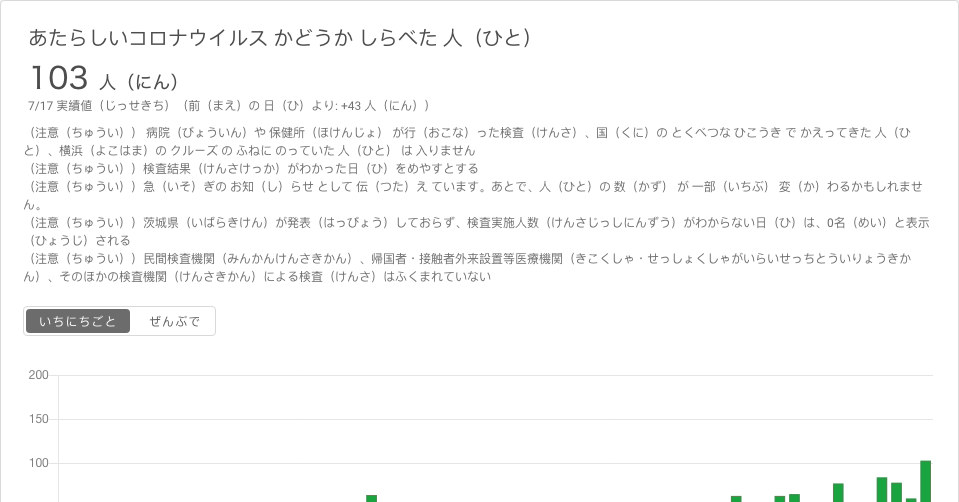 あたらしいコロナウイルス かどうか しらべた 人（ひと）
103 人（にん）
7/17 実績値（じっせきち）（前（まえ）の 日（ひ）より: +43 人（にん））
（注意（ちゅうい）） 病院（びょういん）や 保健所（ほけんじょ） が行（おこな）った検査（けんさ）、国（くに）の とくべつな ひこうき で かえってきた 人（ひ
と）、横浜（よこはま）の クルーズ の ふねに のっていた 人（ひと） は 入りません
（注意（ちゅうい））検査結果（けんさけっか）がわかった日（ひ）をめやすとする
（注意（ちゅうい））急（いそ）ぎの お知（し）らせ として 伝（つた）え ています。あとで、人（ひと）の 数（かず） が 一部（いちぶ） 変（か）わるかもしれませ
ん。
（注意（ちゅうい））茨城県（いばらきけん）が発表（はっぴょう）しておらず、検査実施人数（けんさじっしにんずう）がわからない日（ひ）は、0名（めい）と表示
（ひょうじ）される
（注意（ちゅうい））民間検査機関（みんかんけんさきかん）、帰国者・接触者外来設置等医療機関（きこくしゃ・せっしょくしゃがいらいせっちとういりょうきか
ん）、そのほかの検査機関（けんさきかん）による検査（けんさ）はふくまれていない
いちにちごと ぜんぶで
200
150
100